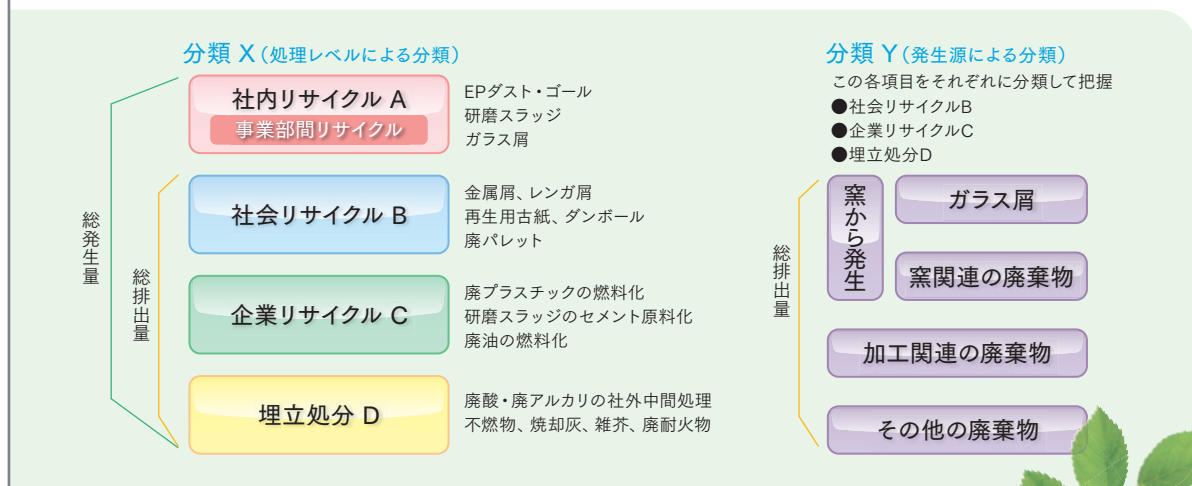 分類 X（処理レベルによる分類）
総発生量
総排出量
社内リサイクル A
事業部間リサイクル
EPダスト・ゴール
研磨スラッジ
ガラス屑
社会リサイクル B
金属屑、レンガ屑
再生用古紙、ダンボール
廃パレット
企業リサイクル C
廃プラスチックの燃料化
研磨スラッジのセメント原料化
廃油の燃料化
埋立処分 D
廃酸・廃アルカリの社外中間処理
不燃物、焼却灰、雑芥、廃耐火物
分類 Y（発生源による分類）
この各項目をそれぞれに分類して把握
●社会リサイクルB
●企業リサイクルC
●埋立処分D
総排出量
窯から発生
ガラス屑
窯関連の廃棄物
加工関連の廃棄物
その他の廃棄物